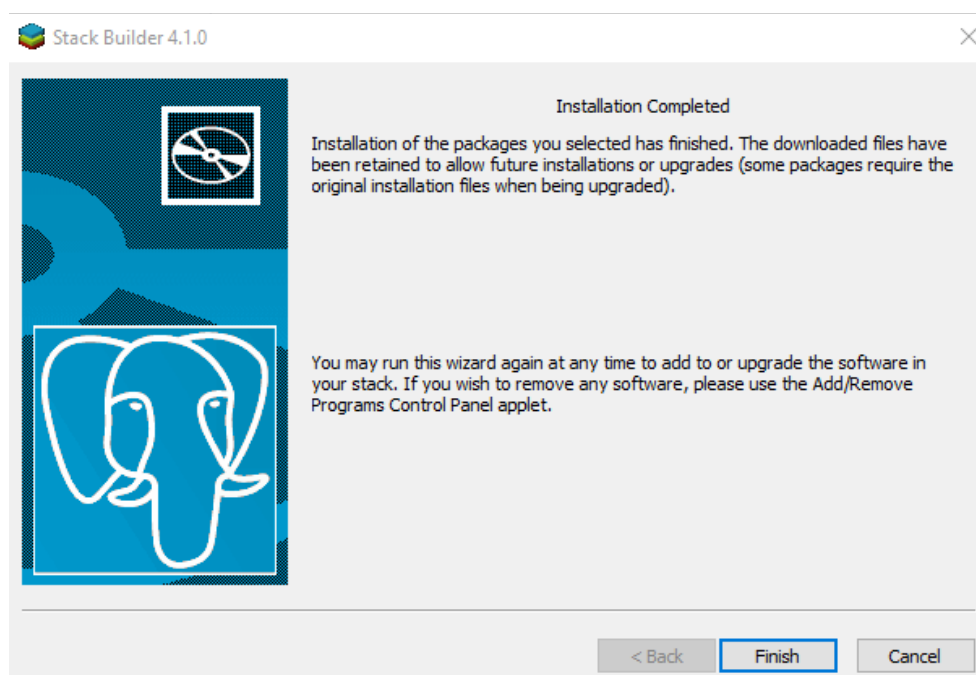 Stack Builder 4.1.0
Installation Completed
Installation of the packages you selected has finished. The downloaded files have
been retained to allow future installations or upgrades (some packages require the
original installation files when being upgraded).
You may run this wizard again at any time to add to or upgrade the software in
your stack. If you wish to remove any software, please use the Add/Remove
Programs Control Panel applet.
< Back
Finish
Cancel